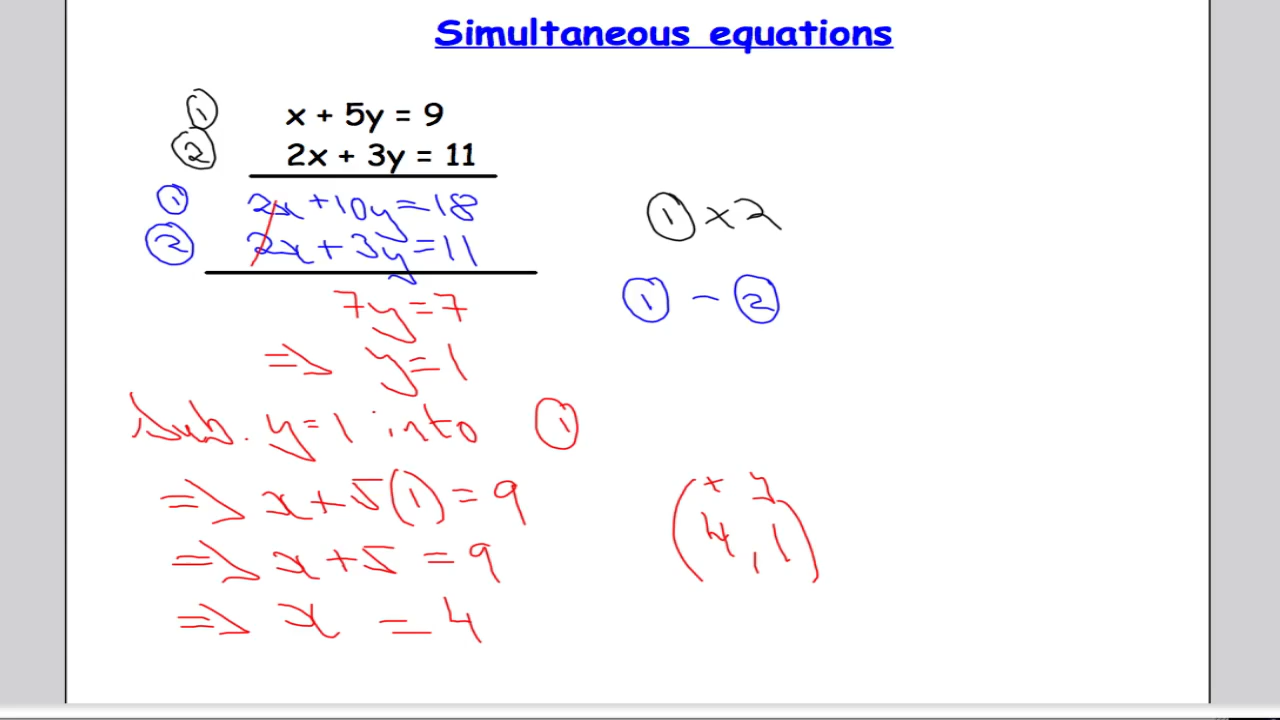 Simultaneous equations
① x + 5y = 9
② 2x + 3y = 11
① 2x + 10y = 18
① × 2
② 2x + 3y = 11
① - ②
7y = 7
=> y = 1
Sub. y = 1 into ①
=> x + 5(1) = 9
x y
(4, 1)
=> x + 5 = 9
=> x = 4